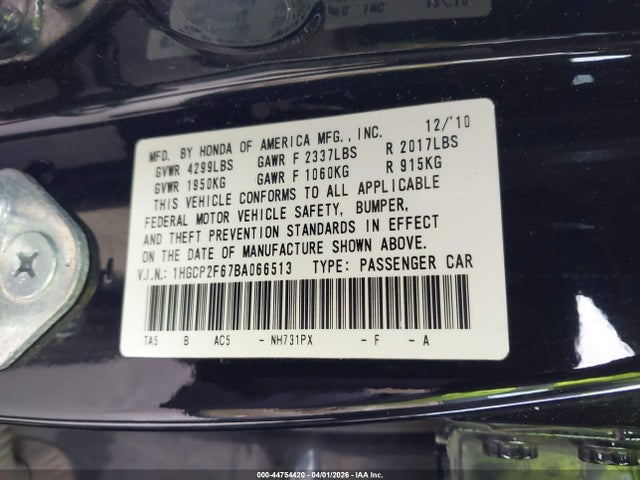 MFD. BY HONDA OF AMERICA MFG., INC. 12/'10
GVWR 4299LBS GAWR F 2337LBS R 2017LBS
GVWR 1950KG GAWR F 1060KG R 915KG
THIS VEHICLE CONFORMS TO ALL APPLICABLE
FEDERAL MOTOR VEHICLE SAFETY, BUMPER,
AND THEFT PREVENTION STANDARDS IN EFFECT
ON THE DATE OF MANUFACTURE SHOWN ABOVE.
V.I.N.: 1HGCP2F67BA066513 TYPE: PASSENGER CAR
TA5 B AC5 - NH731PX - F - A
000-44754420 - 04/01/2026 - IAA Inc.